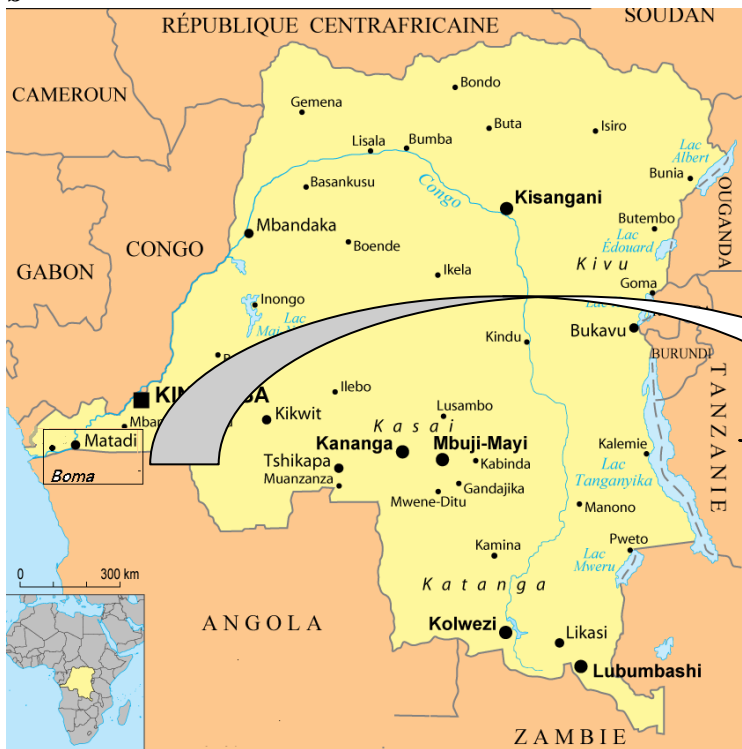 RÉPUBLIQUE CENTRAFRICAINE
SOUDAN
CAMEROUN
Bondo
Gemena
Buta
Isiro
Lisala
Bumba
Lac
Albert
Bunia
Basankusu
Congo
Kisangani
OUGANDA
Butembo
Mbandaka
Lac
Édouard
Boende
CONGO
Kivu
GABON
Ikela
Goma
Inongo
Lac
Bukavu
Kindu
BURUNDI
TANZANIE
Ilebo
Lusambo
Kikwit
Kasai
Matadi
Kananga
Mbuji-Mayi
Kalemie
Tshikapa
Kabinda
Lac
Tanganyika
Boma
Muanzanza
Gandajika
Mwene-Ditu
Manono
Pweto
Kamina
Lac
Mweru
0
300 km
Katanga
ANGOLA
Kolwezi
Likasi
Lubumbashi
ZAMBIE